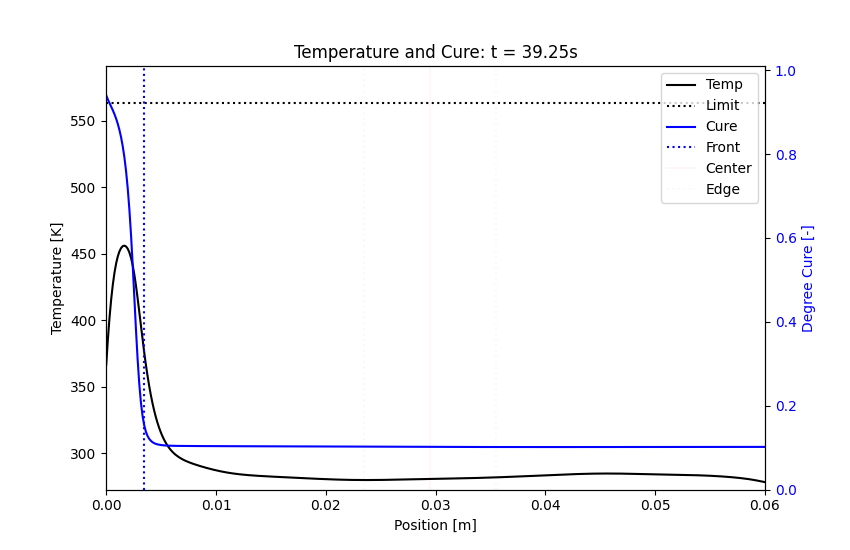 Temperature and Cure: t = 39.25s
Temp
Limit
Cure
Front
Center
Edge
Temperature [K]
550
500
450
400
350
300
1.0
0.8
0.6
0.4
0.2
0.0
Degree Cure [-]
0.00 0.01 0.02 0.03 0.04 0.05 0.06
Position [m]